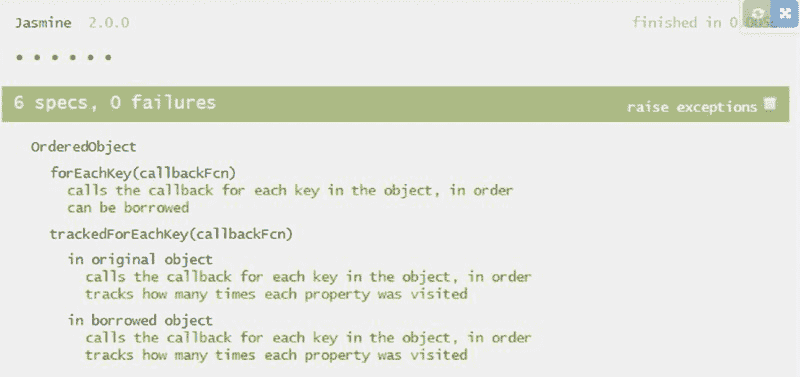 Jasmine 2.0.0
finished in
6 specs, 0 failures
raise exceptions
OrderedObject
forEachKey(callbackFcn)
calls the callback for each key in the object, in order
can be borrowed
trackedForEachKey(callbackFcn)
in original object
calls the callback for each key in the object, in order
tracks how many times each property was visited
in borrowed object
calls the callback for each key in the object, in order
tracks how many times each property was visited